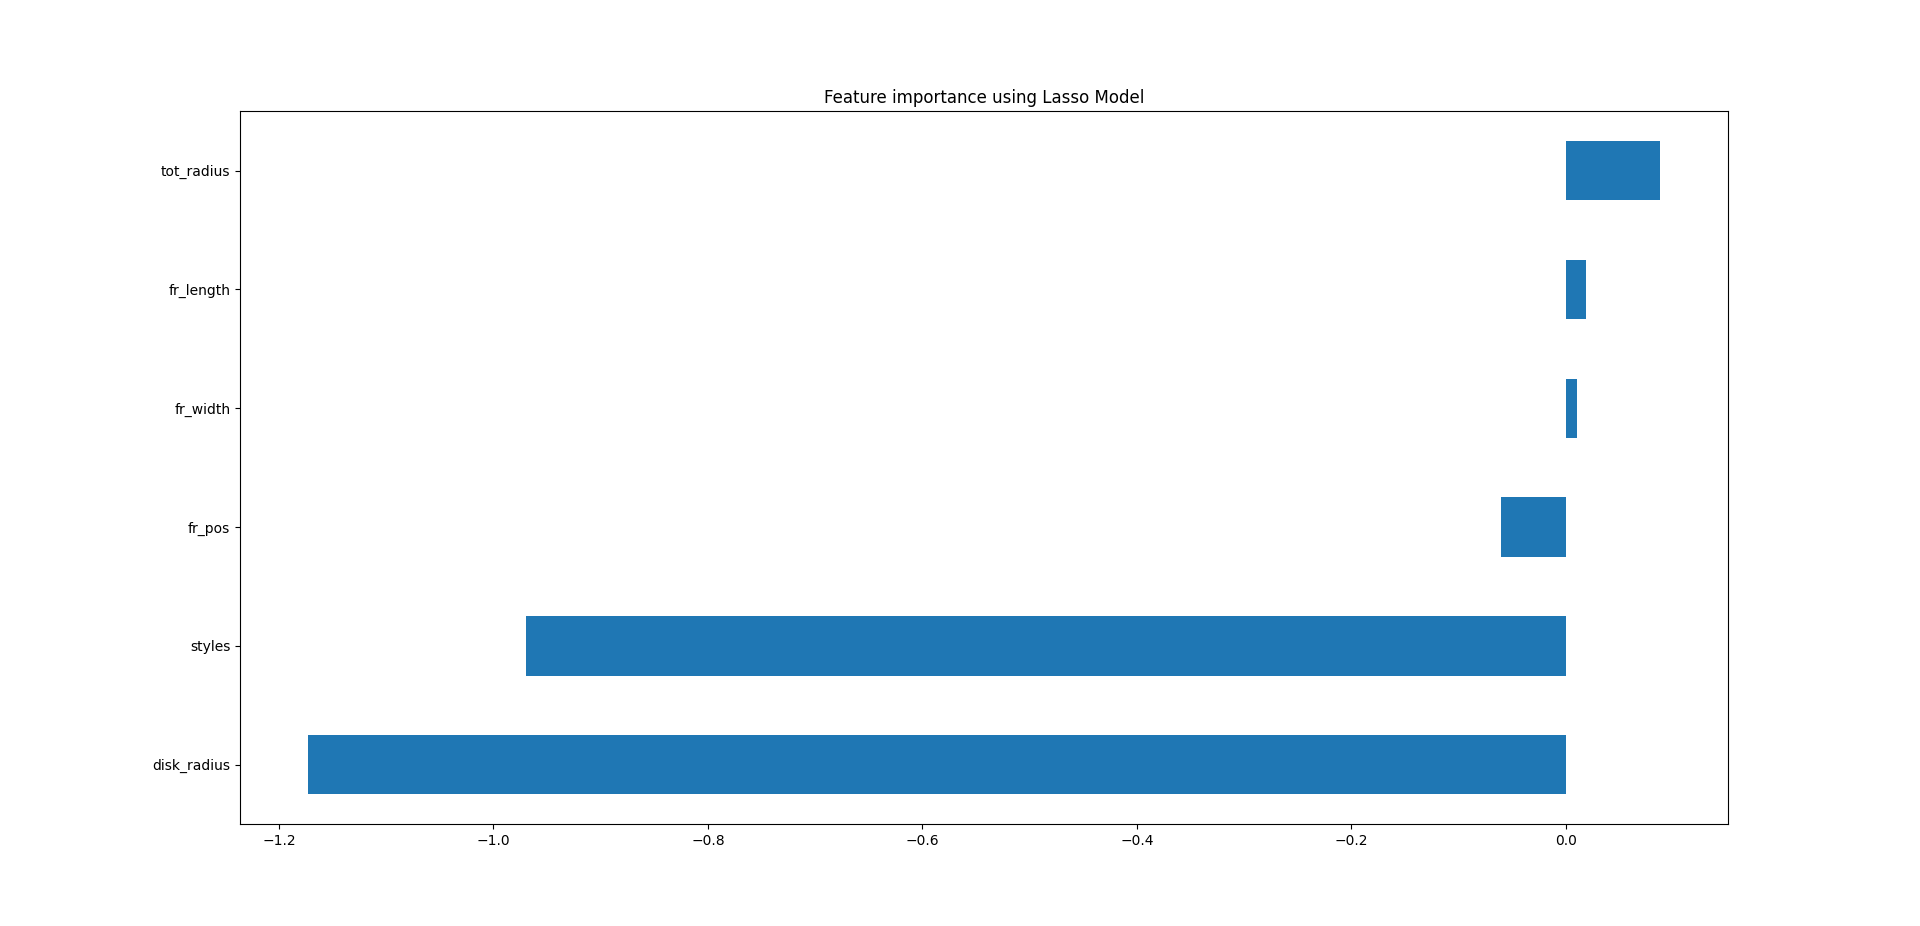 Feature importance using Lasso Model
tot_radius
fr_length
fr_width
fr_pos
styles
disk_radius
−1.2 −1.0 −0.8 −0.6 −0.4 −0.2 0.0